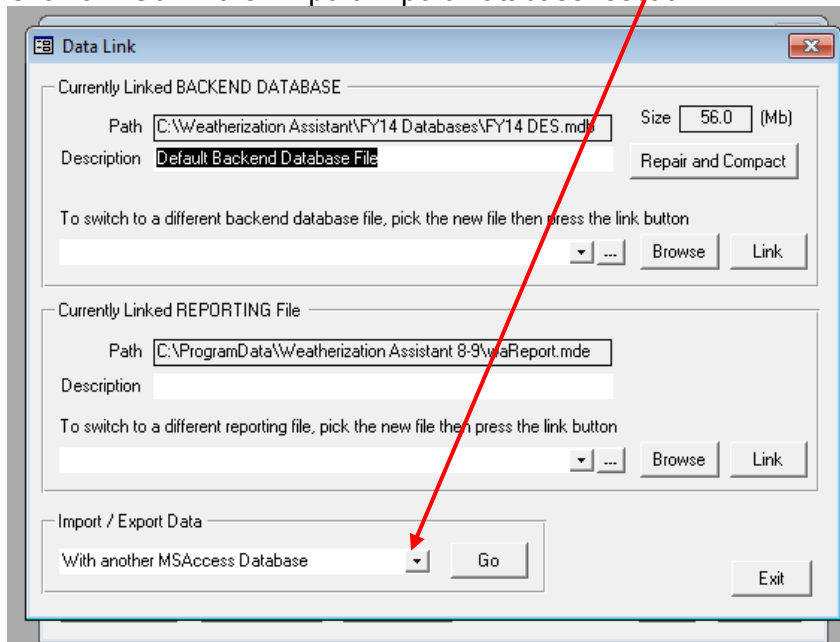 Data Link
Currently Linked BACKEND DATABASE
Path C:\Weatherization Assistant\FY14 Databases\FY14 DES.mdb Size 56.0 (Mb)
Description Default Backend Database File Repair and Compact
To switch to a different backend database file, pick the new file then press the link button
... Browse Link
Currently Linked REPORTING File
Path C:\ProgramData\Weatherization Assistant 8-9\waReport.mde
Description
To switch to a different reporting file, pick the new file then press the link button
... Browse Link
Import / Export Data
With another MSAccess Database Go
Exit